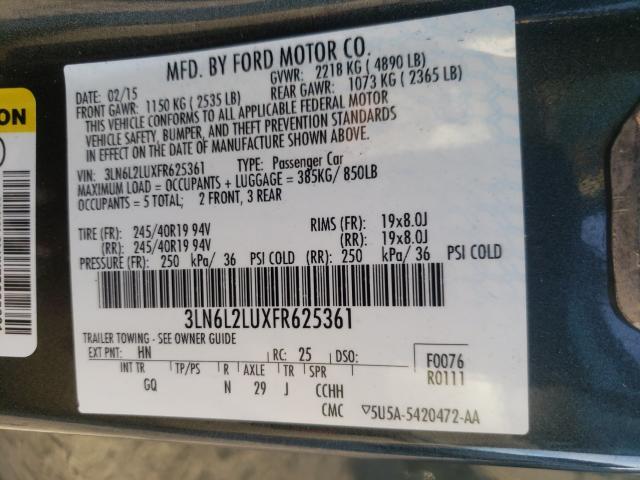 MFD. BY FORD MOTOR CO.
DATE: 02/15 GVWR: 2218 KG ( 4890 LB)
FRONT GAWR: 1150 KG ( 2535 LB) REAR GAWR: 1073 KG ( 2365 LB)
THIS VEHICLE CONFORMS TO ALL APPLICABLE FEDERAL MOTOR
VEHICLE SAFETY, BUMPER, AND THEFT PREVENTION STANDARDS
IN EFFECT ON THE DATE OF MANUFACTURE SHOWN ABOVE.
VIN: 3LN6L2LUXFR625361 TYPE: Passenger Car
MAXIMUM LOAD = OCCUPANTS + LUGGAGE = 385KG/ 850LB
OCCUPANTS = 5 TOTAL; 2 FRONT, 3 REAR
TIRE (FR): 245/40R19 94V RIMS (FR): 19x8.0J
(RR): 245/40R19 94V (RR): 19x8.0J
PRESSURE (FR): 250 kPa/ 36 PSI COLD (RR): 250 kPa/ 36 PSI COLD
3LN6L2LUXFR625361
TRAILER TOWING - SEE OWNER GUIDE
EXT PNT: HN RC: 25 DSO: F0076
INT TR TP/PS R AXLE TR SPR R0111
GQ N 29 J CCHH
CMC ▽5U5A-5420472-AA
ON